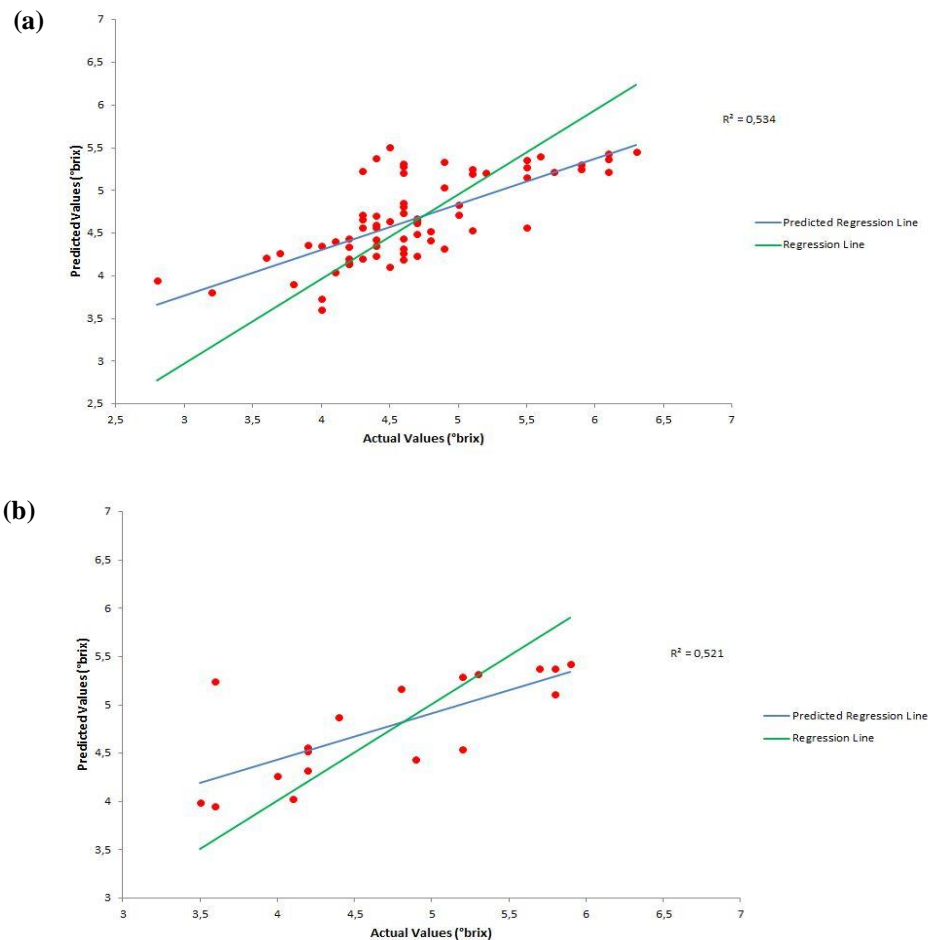 (a)
7
6,5
6
5,5
5
4,5
4
3,5
3
2,5
Predicted Values (°brix)
2,5 3 3,5 4 4,5 5 5,5 6 6,5 7
Actual Values (°brix)
R² = 0,534
Predicted Regression Line
Regression Line
(b)
7
6,5
6
5,5
5
4,5
4
3,5
3
Predicted Values (°brix)
3 3,5 4 4,5 5 5,5 6 6,5 7
Actual Values (°brix)
R² = 0,521
Predicted Regression Line
Regression Line